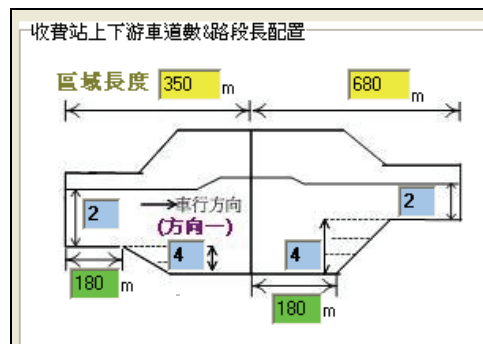 收費站上下游車道數&路段長配置
區域長度 350 m 680 m
2 車行方向 2
(方向一)
4 4
180 m 180 m